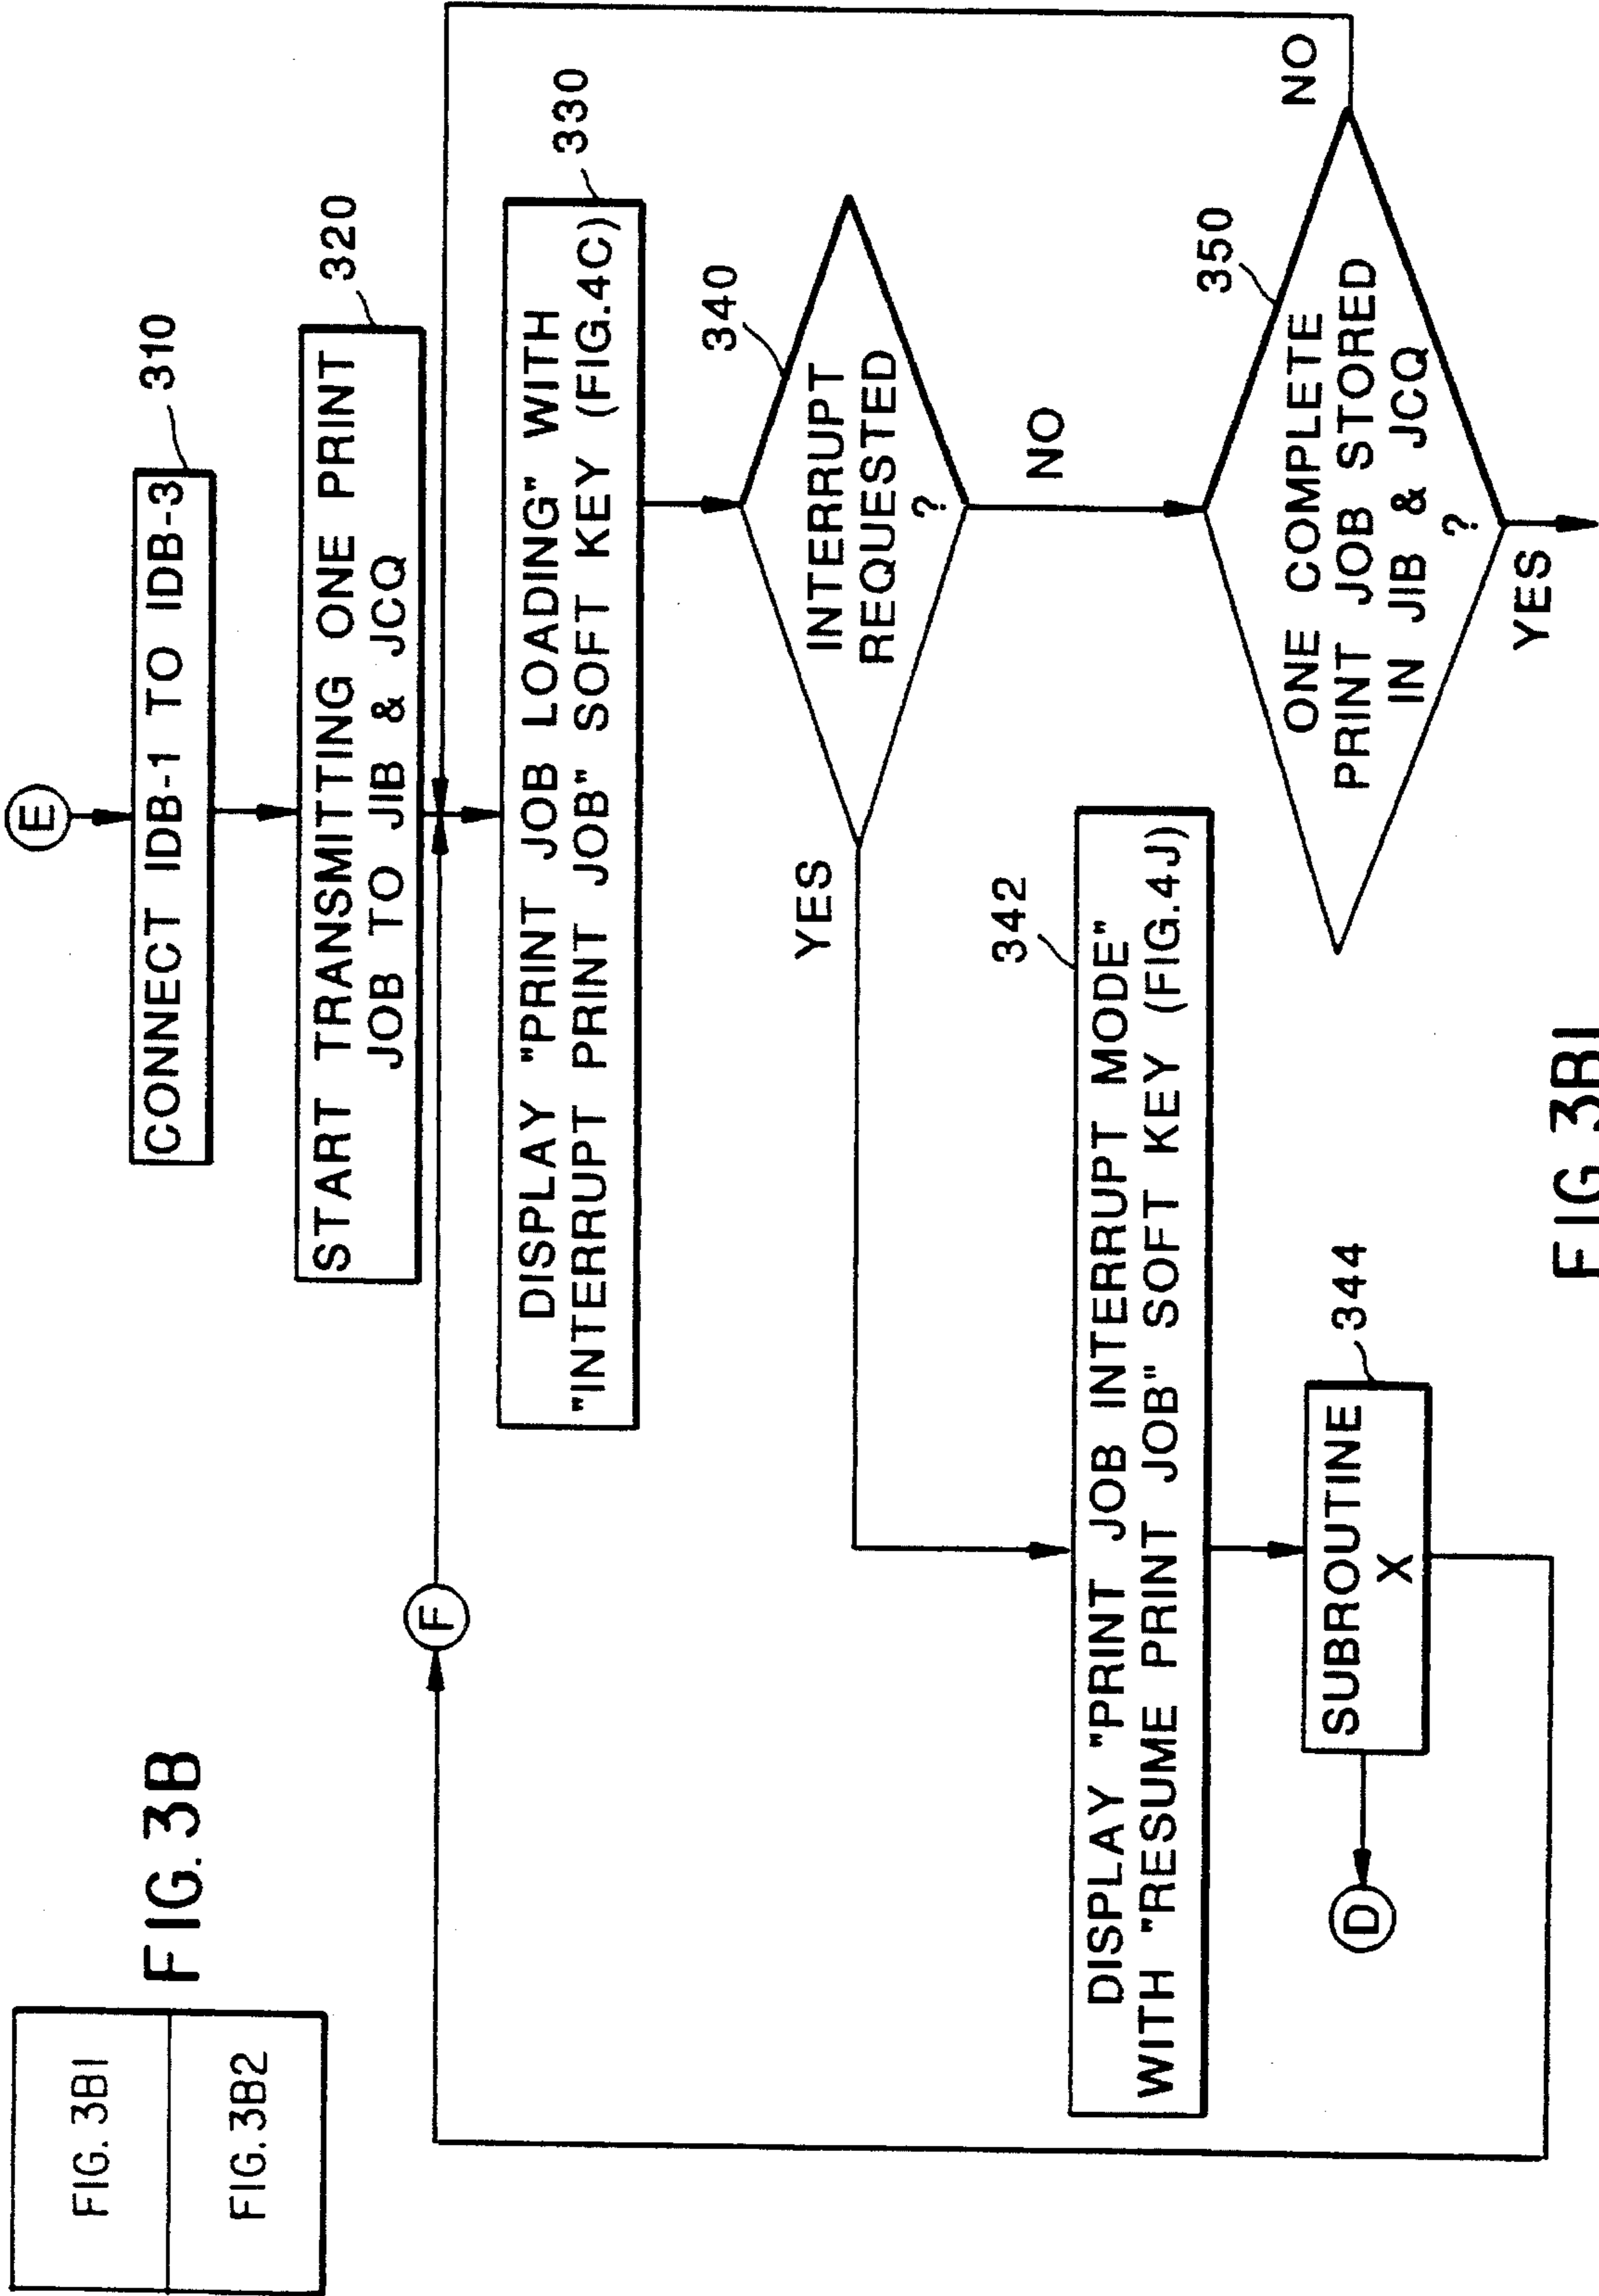 FIG. 3B1
FIG. 3B2
FIG. 3B
E
CONNECT IDB-1 TO IDB-3
310
START TRANSMITTING ONE PRINT
JOB TO JIB & JCQ
320
F
DISPLAY "PRINT JOB LOADING" WITH
"INTERRUPT PRINT JOB" SOFT KEY (FIG.4C)
330
INTERRUPT
REQUESTED
?
340
YES
NO
DISPLAY "PRINT JOB INTERRUPT MODE"
WITH "RESUME PRINT JOB" SOFT KEY (FIG.4J)
342
SUBROUTINE
X
344
D
ONE COMPLETE
PRINT JOB STORED
IN JIB & JCQ
?
350
NO
YES
FIG. 3B1